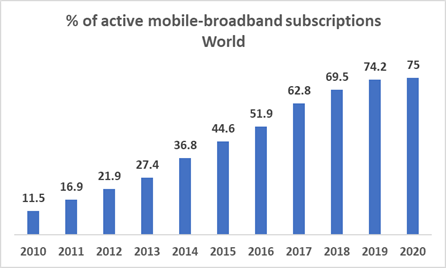 % of active mobile-broadband subscriptions
World
11.5 16.9 21.9 27.4 36.8 44.6 51.9 62.8 69.5 74.2 75
2010 2011 2012 2013 2014 2015 2016 2017 2018 2019 2020